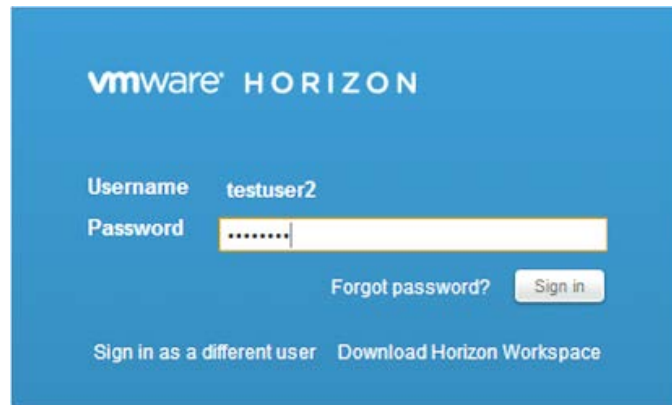 vmware® HORIZON
Username testuser2
Password ••••••••
Forgot password? Sign in
Sign in as a different user Download Horizon Workspace